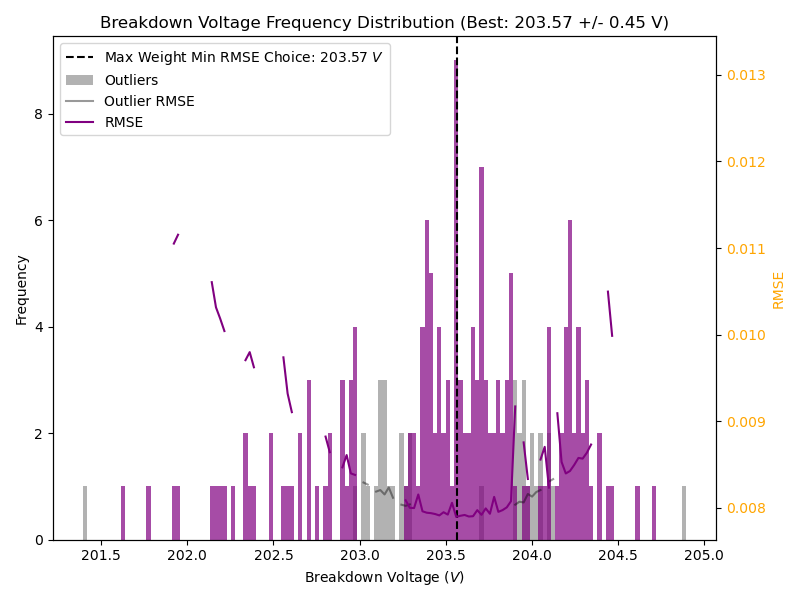 Breakdown Voltage Frequency Distribution (Best: 203.57 +/- 0.45 V)
Max Weight Min RMSE Choice: 203.57 V
Outliers
Outlier RMSE
RMSE
Frequency
0
2
4
6
8
0.008
0.009
0.010
0.011
0.012
0.013
RMSE
201.5
202.0
202.5
203.0
203.5
204.0
204.5
205.0
Breakdown Voltage (V)